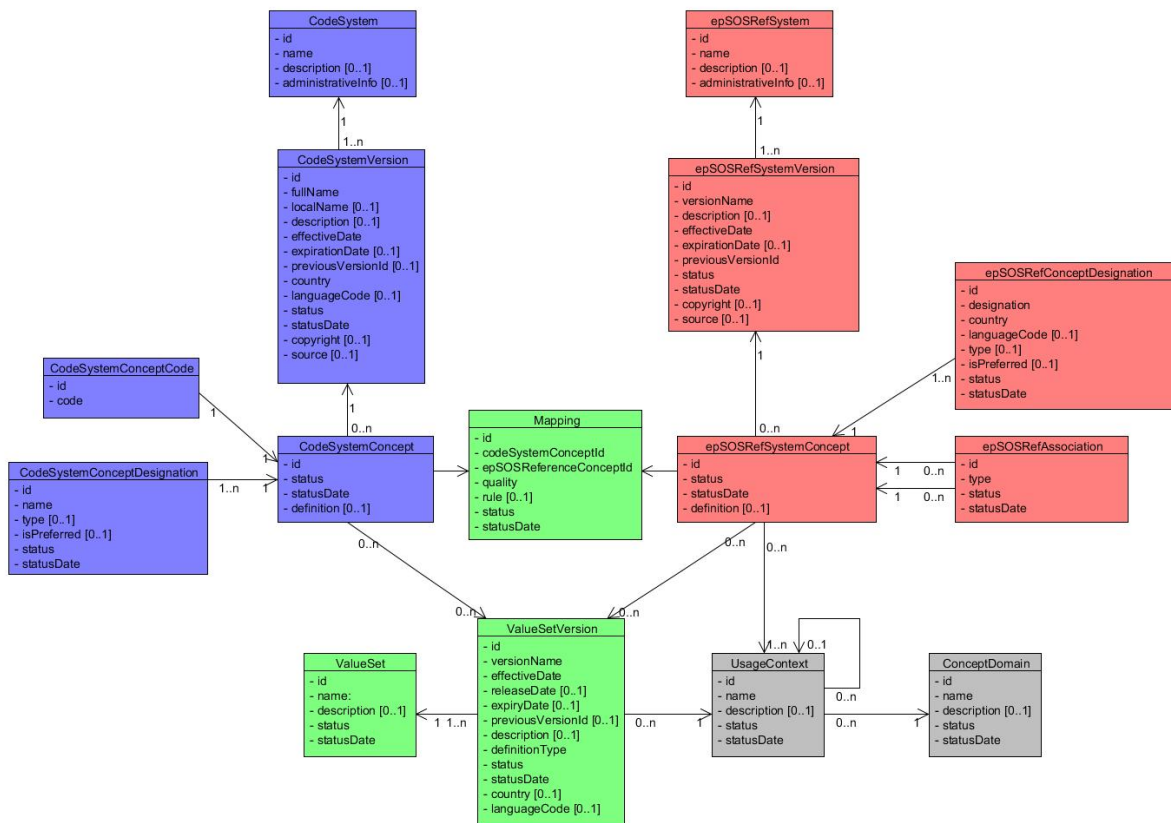 CodeSystem
- id
- name
- description [0..1]
- administrativeInfo [0..1]
epSOSRefSystem
- id
- name
- description [0..1]
- administrativeInfo [0..1]
1
1..n
1
1..n
CodeSystemVersion
- id
- fullName
- localName [0..1]
- description [0..1]
- effectiveDate
- expirationDate [0..1]
- previousVersionId [0..1]
- country
- languageCode [0..1]
- status
- statusDate
- copyright [0..1]
- source [0..1]
epSOSRefSystemVersion
- id
- versionName
- description [0..1]
- effectiveDate
- expirationDate [0..1]
- previousVersionId
- status
- statusDate
- copyright [0..1]
- source [0..1]
epSOSRefConceptDesignation
- id
- designation
- country
- languageCode [0..1]
- type [0..1]
- isPreferred [0..1]
- status
- statusDate
CodeSystemConceptCode
- id
- code
1
1
1
0..n
1
0..n
1..n
1
CodeSystemConceptDesignation
- id
- name
- type [0..1]
- isPreferred [0..1]
- status
- statusDate
1..n
1
CodeSystemConcept
- id
- status
- statusDate
- definition [0..1]
Mapping
- id
- codeSystemConceptId
- epSOSReferenceConceptId
- quality
- rule [0..1]
- status
- statusDate
epSOSRefSystemConcept
- id
- status
- statusDate
- definition [0..1]
1
0..n
1
0..n
epSOSRefAssociation
- id
- type
- status
- statusDate
0..n
0..n
0..n
0..n
0..n
1..n
0..1
0..n
ValueSet
- id
- name:
- description [0..1]
- status
- statusDate
1
1..n
ValueSetVersion
- id
- versionName
- effectiveDate
- releaseDate [0..1]
- expiryDate [0..1]
- previousVersionId [0..1]
- description [0..1]
- definitionType
- status
- statusDate
- country [0..1]
- languageCode [0..1]
0..n
1
UsageContext
- id
- name
- description [0..1]
- status
- statusDate
0..n
1
ConceptDomain
- id
- name
- description [0..1]
- status
- statusDate